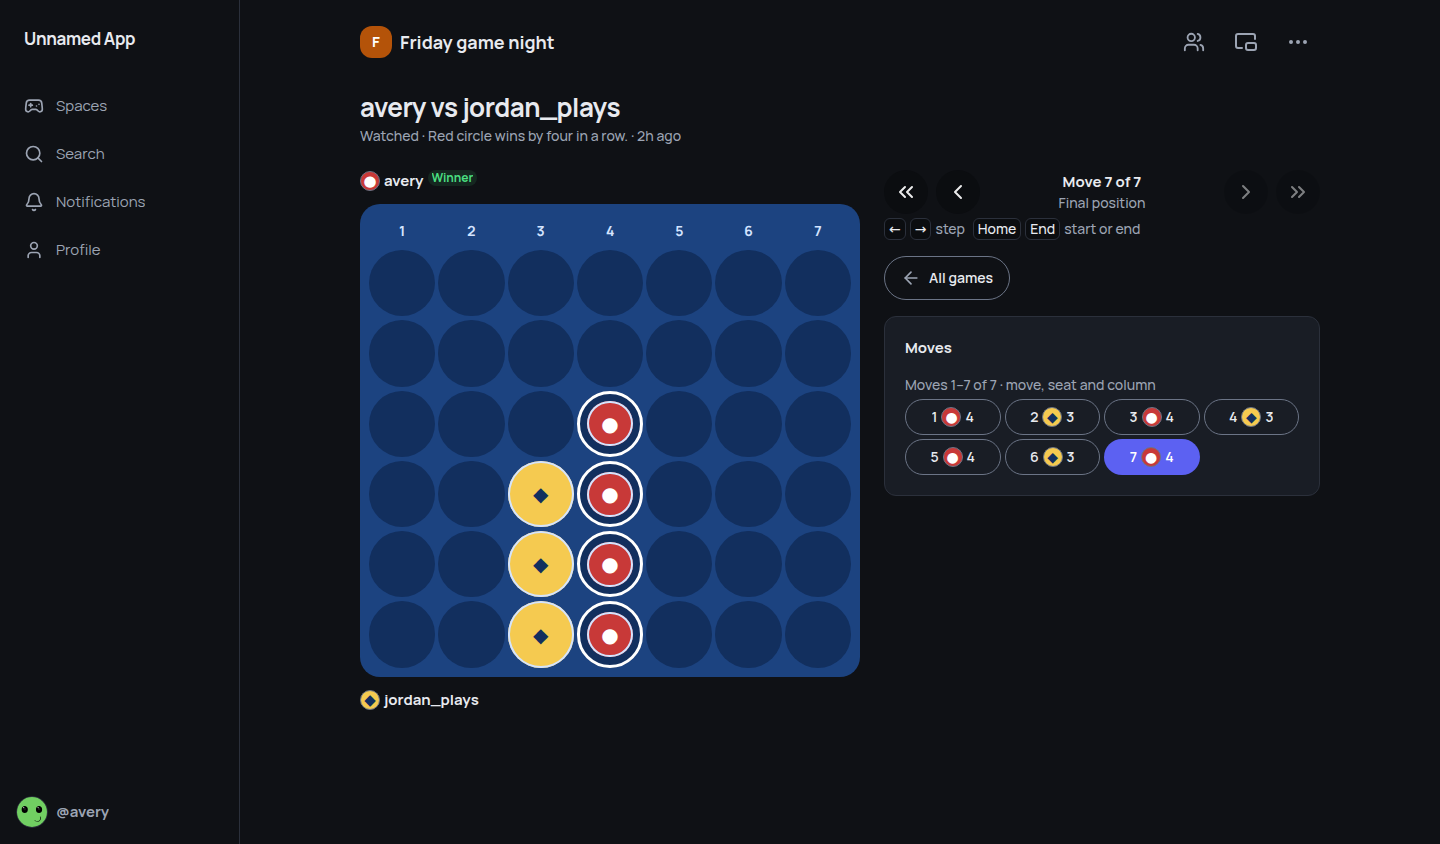 Unnamed App
Spaces
Search
Notifications
Profile
@avery
F Friday game night
avery vs jordan_plays
Watched · Red circle wins by four in a row. · 2h ago
avery Winner
1 2 3 4 5 6 7
jordan_plays
Move 7 of 7
Final position
← → step Home End start or end
All games
Moves
Moves 1–7 of 7 · move, seat and column
1 4 2 3 3 4 4 3
5 4 6 3 7 4